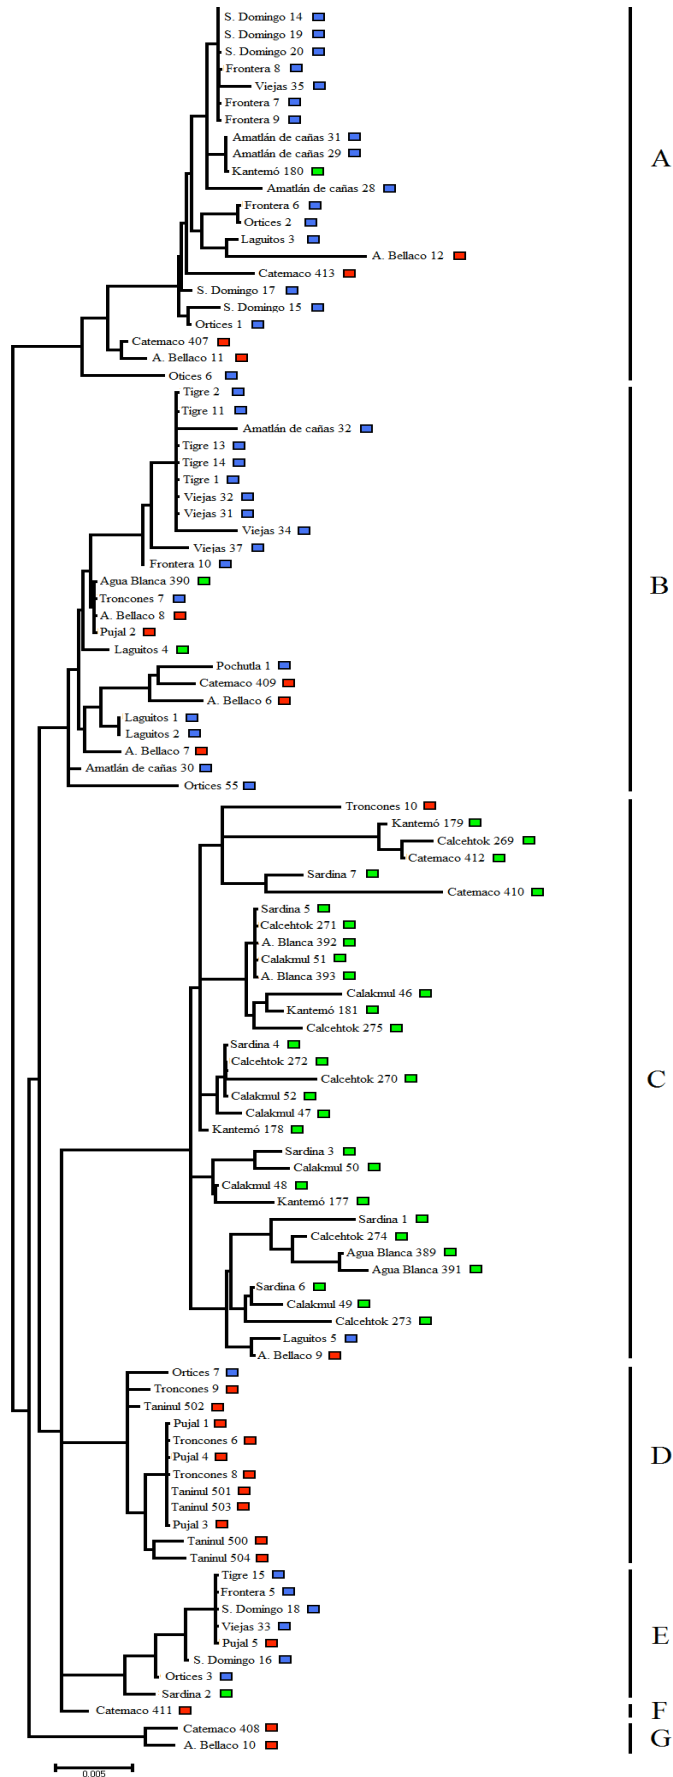 S. Domingo 14
S. Domingo 19
S. Domingo 20
Frontera 8
Viejas 35
Frontera 7
Frontera 9
Amatlán de cañas 31
Amatlán de cañas 29
A
Kantemó 180
Amatlán de cañas 28
Frontera 6
Ortices 2
Laguitos 3
A. Bellaco 12
Catemaco 413
S. Domingo 17
S. Domingo 15
Ortices 1
Catemaco 407
A. Bellaco 11
Otices 6
Tigre 2
Tigre 11
Amatlán de cañas 32
Tigre 13
Tigre 14
Tigre 1
Viejas 32
Viejas 31
Viejas 34
Viejas 37
Frontera 10
Agua Blanca 390
B
Troncones 7
A. Bellaco 8
Pujal 2
Laguitos 4
Pochutla 1
Catemaco 409
A. Bellaco 6
Laguitos 1
Laguitos 2
A. Bellaco 7
Amatlán de cañas 30
Ortices 55
Troncones 10
Kantemó 179
Calcehtok 269
Catemaco 412
Sardina 7
Catemaco 410
Sardina 5
Calcehtok 271
A. Blanca 392
Calakmul 51
A. Blanca 393
Calakmul 46
Kantemó 181
Calcehtok 275
Sardina 4
Calcehtok 272
Calcehtok 270
C
Calakmul 52
Calakmul 47
Kantemó 178
Sardina 3
Calakmul 50
Calakmul 48
Kantemó 177
Sardina 1
Calcehtok 274
Agua Blanca 389
Agua Blanca 391
Sardina 6
Calakmul 49
Calcehtok 273
Laguitos 5
A. Bellaco 9
Ortices 7
Troncones 9
Taninul 502
Pujal 1
Troncones 6
Pujal 4
D
Troncones 8
Taninul 501
Taninul 503
Pujal 3
Taninul 500
Taninul 504
Tigre 15
Frontera 5
S. Domingo 18
Viejas 33
E
Pujal 5
S. Domingo 16
Ortices 3
Sardina 2
Catemaco 411
F
Catemaco 408
G
A. Bellaco 10
0.005